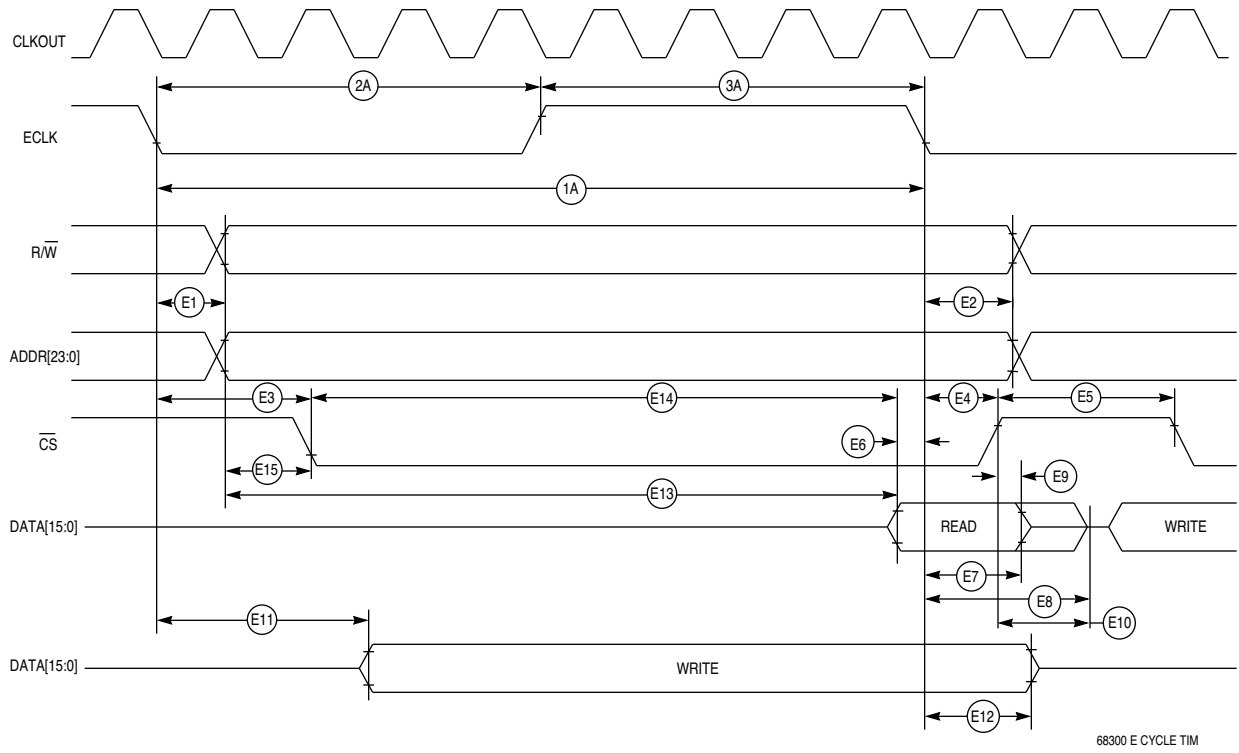 CLKOUT
2A
3A
ECLK
1A
R/W̅
E1
E2
ADDR[23:0]
E3
E14
E4
E5
C̅S̅
E6
E15
E9
E13
DATA[15:0]
READ
WRITE
E7
E8
E10
E11
DATA[15:0]
WRITE
E12
68300 E CYCLE TIM